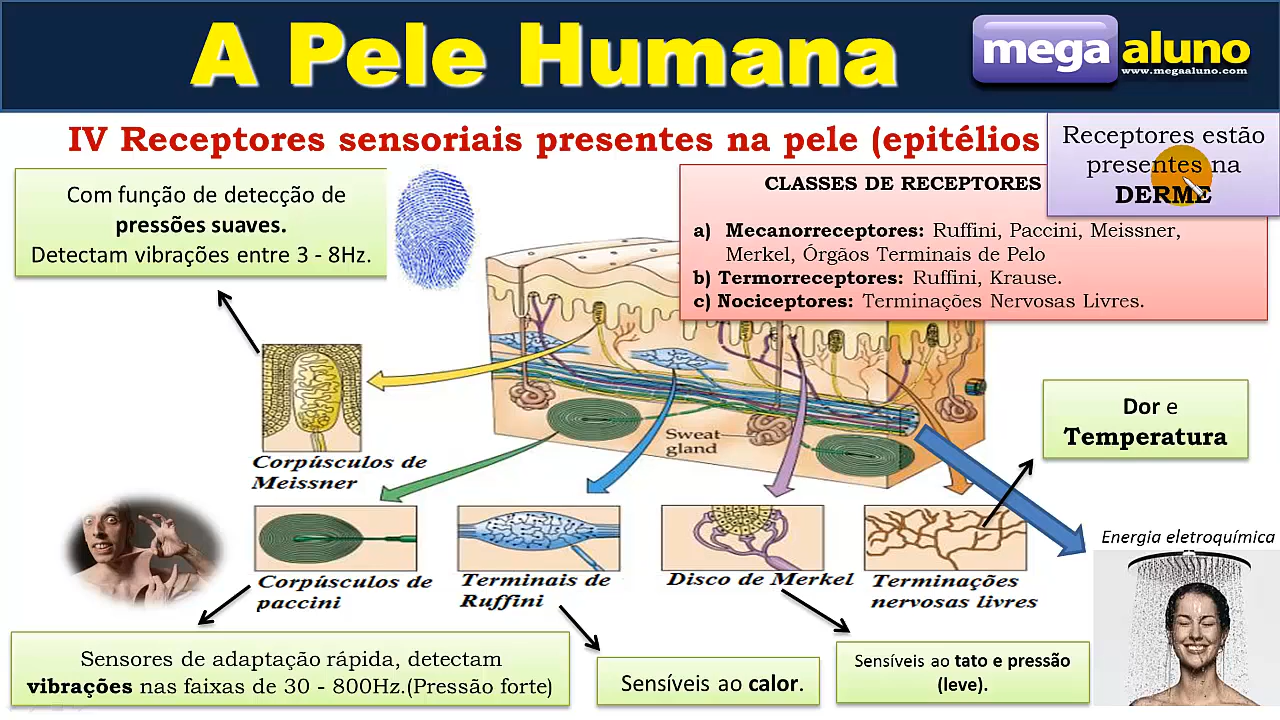 A Pele Humana
mega aluno
www.megaaluno.com
IV Receptores sensoriais presentes na pele (epitélios
Receptores estão
presentes na
DERME
Com função de detecção de
pressões suaves.
Detectam vibrações entre 3 - 8Hz.
CLASSES DE RECEPTORES
a) Mecanorreceptores: Ruffini, Paccini, Meissner,
Merkel, Órgãos Terminais de Pelo
b) Termorreceptores: Ruffini, Krause.
c) Nociceptores: Terminações Nervosas Livres.
Dor e
Temperatura
Sweat
gland
Corpúsculos de
Meissner
Energia eletroquímica
Corpúsculos de
paccini
Terminais de
Ruffini
Disco de Merkel
Terminações
nervosas livres
Sensores de adaptação rápida, detectam
vibrações nas faixas de 30 - 800Hz.(Pressão forte)
Sensíveis ao calor.
Sensíveis ao tato e pressão
(leve).